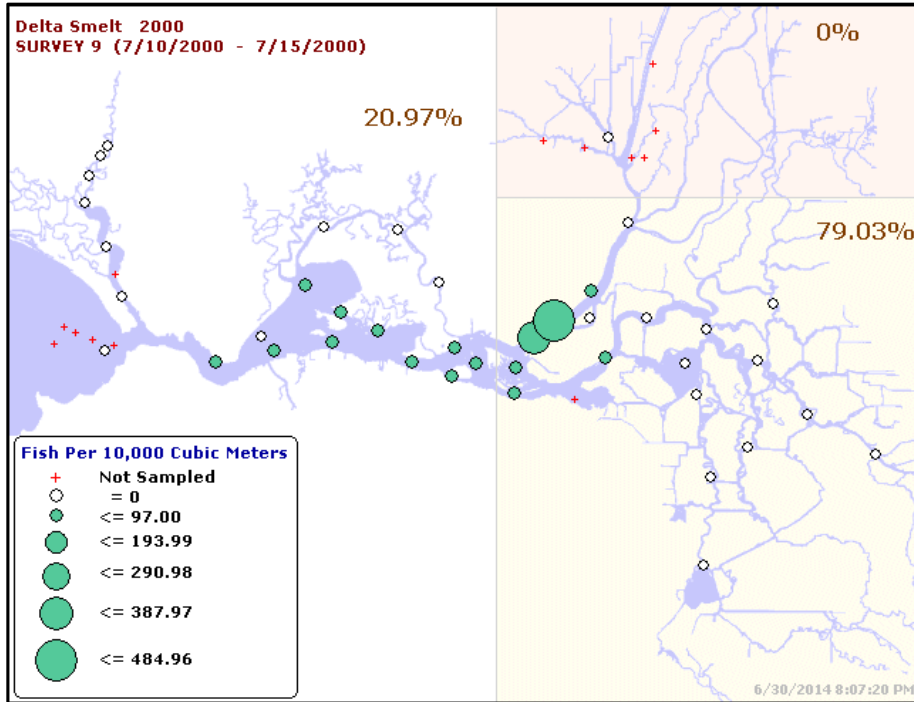 Delta Smelt 2000
SURVEY 9 (7/10/2000 - 7/15/2000)
0%
20.97%
79.03%
Fish Per 10,000 Cubic Meters
Not Sampled
= 0
<= 97.00
<= 193.99
<= 290.98
<= 387.97
<= 484.96
6/30/2014 8:07:20 PM